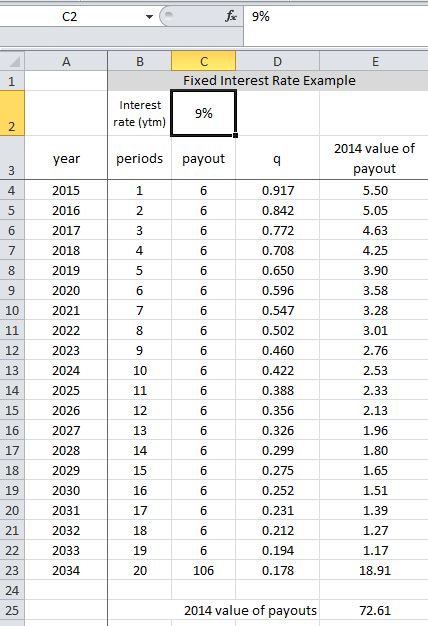 C2 fx 9%
A B C D E
1 Fixed Interest Rate Example
2 Interest rate (ytm) 9%
3 year periods payout q 2014 value of payout
4 2015 1 6 0.917 5.50
5 2016 2 6 0.842 5.05
6 2017 3 6 0.772 4.63
7 2018 4 6 0.708 4.25
8 2019 5 6 0.650 3.90
9 2020 6 6 0.596 3.58
10 2021 7 6 0.547 3.28
11 2022 8 6 0.502 3.01
12 2023 9 6 0.460 2.76
13 2024 10 6 0.422 2.53
14 2025 11 6 0.388 2.33
15 2026 12 6 0.356 2.13
16 2027 13 6 0.326 1.96
17 2028 14 6 0.299 1.80
18 2029 15 6 0.275 1.65
19 2030 16 6 0.252 1.51
20 2031 17 6 0.231 1.39
21 2032 18 6 0.212 1.27
22 2033 19 6 0.194 1.17
23 2034 20 106 0.178 18.91
24
25 2014 value of payouts 72.61